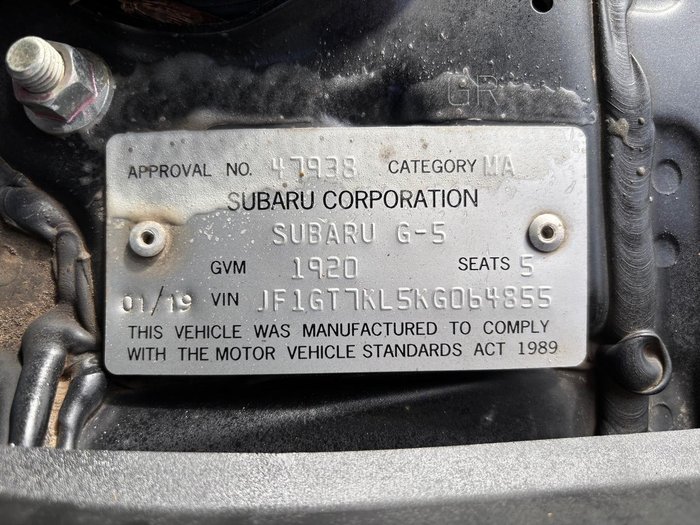 GR
APPROVAL NO. 47938 CATEGORY MA
SUBARU CORPORATION
SUBARU G-5
GVM 1920 SEATS 5
01/19 VIN JF1GT7KL5KG064855
THIS VEHICLE WAS MANUFACTURED TO COMPLY
WITH THE MOTOR VEHICLE STANDARDS ACT 1989